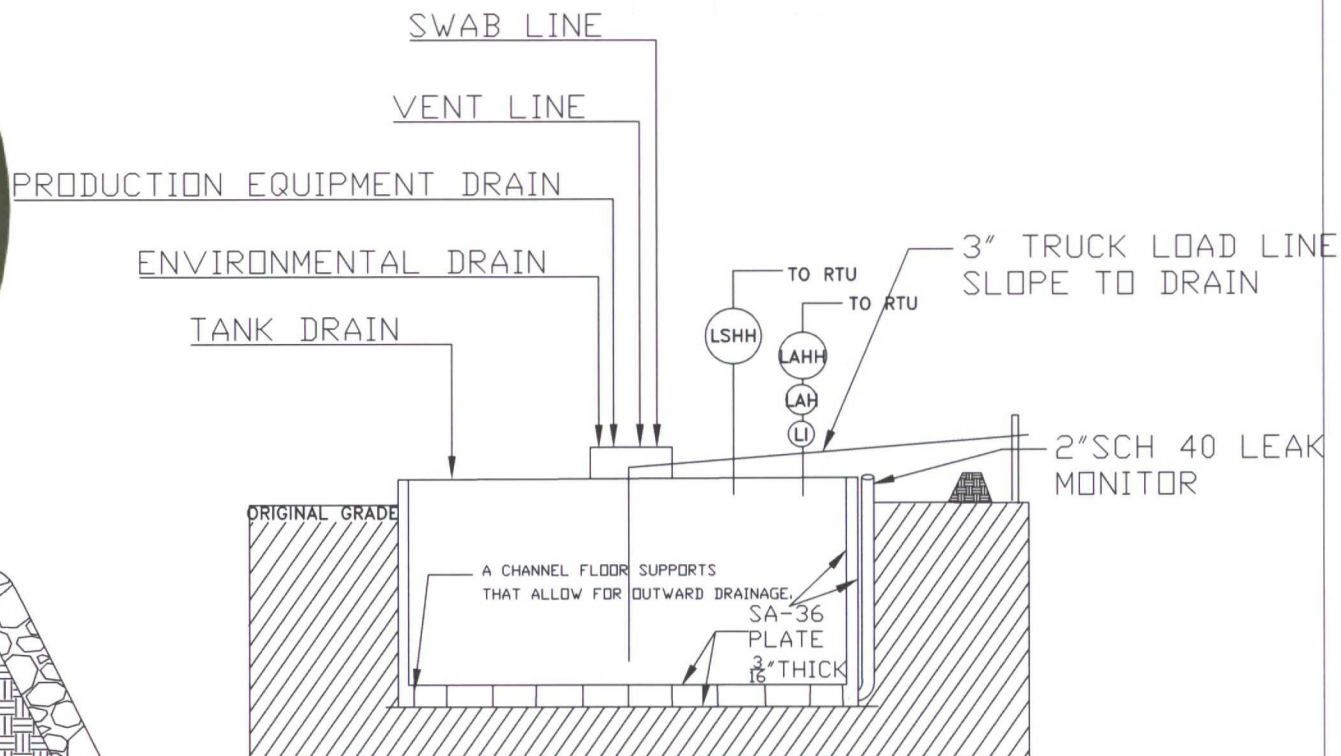 SWAB LINE
VENT LINE
PRODUCTION EQUIPMENT DRAIN
ENVIRONMENTAL DRAIN
TANK DRAIN
3" TRUCK LOAD LINE
SLOPE TO DRAIN
TO RTU
TO RTU
LSHH
LAHH
LAH
LI
2"SCH 40 LEAK
MONITOR
ORIGINAL GRADE
A CHANNEL FLOOR SUPPORTS
THAT ALLOW FOR OUTWARD DRAINAGE.
SA-36
PLATE
3/16"THICK